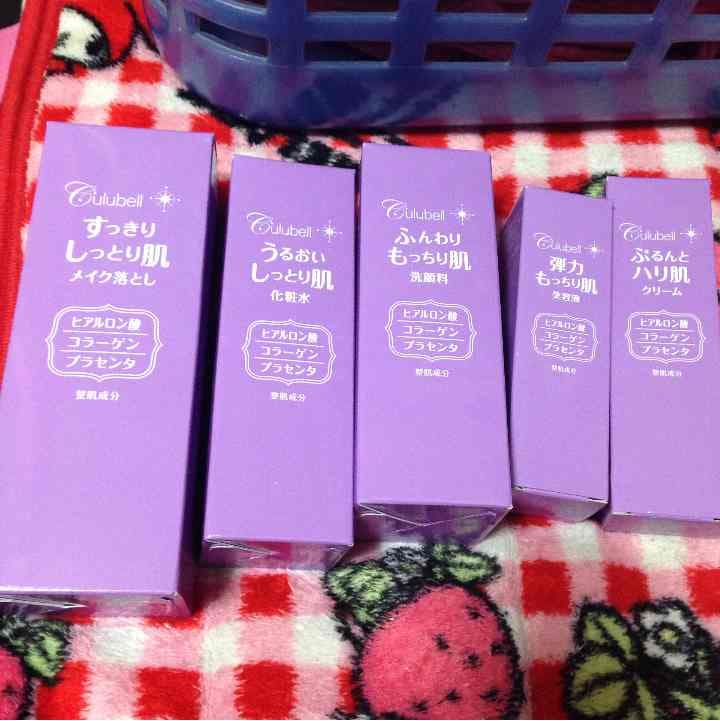 Culubell
すっきり
しっとり肌
メイク落とし
ヒアルロン酸
コラーゲン
プラセンタ
整肌成分
Culubell
うるおい
しっとり肌
化粧水
ヒアルロン酸
コラーゲン
プラセンタ
整肌成分
Culubell
ふんわり
もっちり肌
洗顔料
ヒアルロン酸
コラーゲン
プラセンタ
整肌成分
Culubell
弾力
もっちり肌
美容液
ヒアルロン酸
コラーゲン
プラセンタ
整肌成分
Culubell
ぷるんと
ハリ肌
クリーム
ヒアルロン酸
コラーゲン
プラセンタ
整肌成分